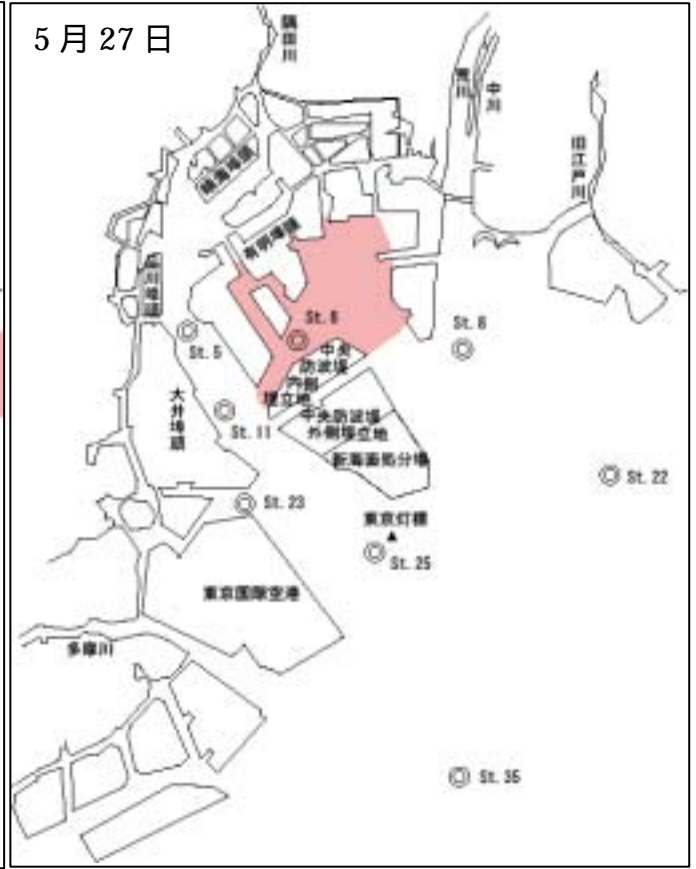 5月27日
隅田川
荒川
中川
旧江戸川
晴海埠頭
有明埠頭
品川埠頭
St. 5
St. 6
St. 8
中央
防波堤
内側
埋立地
大井埠頭
St. 11
中央防波堤
外側埋立地
新海面処分場
St. 22
St. 23
東京灯標
St. 25
東京国際空港
多摩川
St. 35